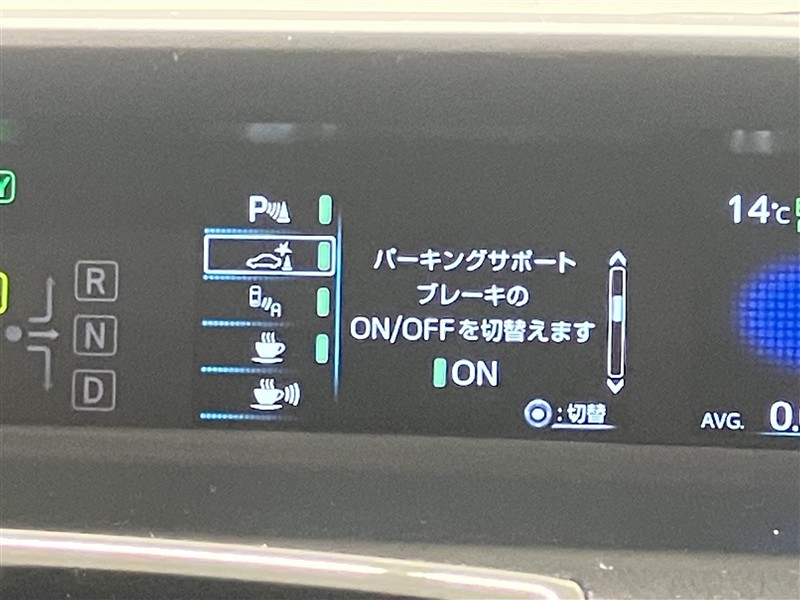 P
14℃
パーキングサポート
ブレーキの
ON/OFFを切替えます
ON
:切替
A
R
N
D
AVG.